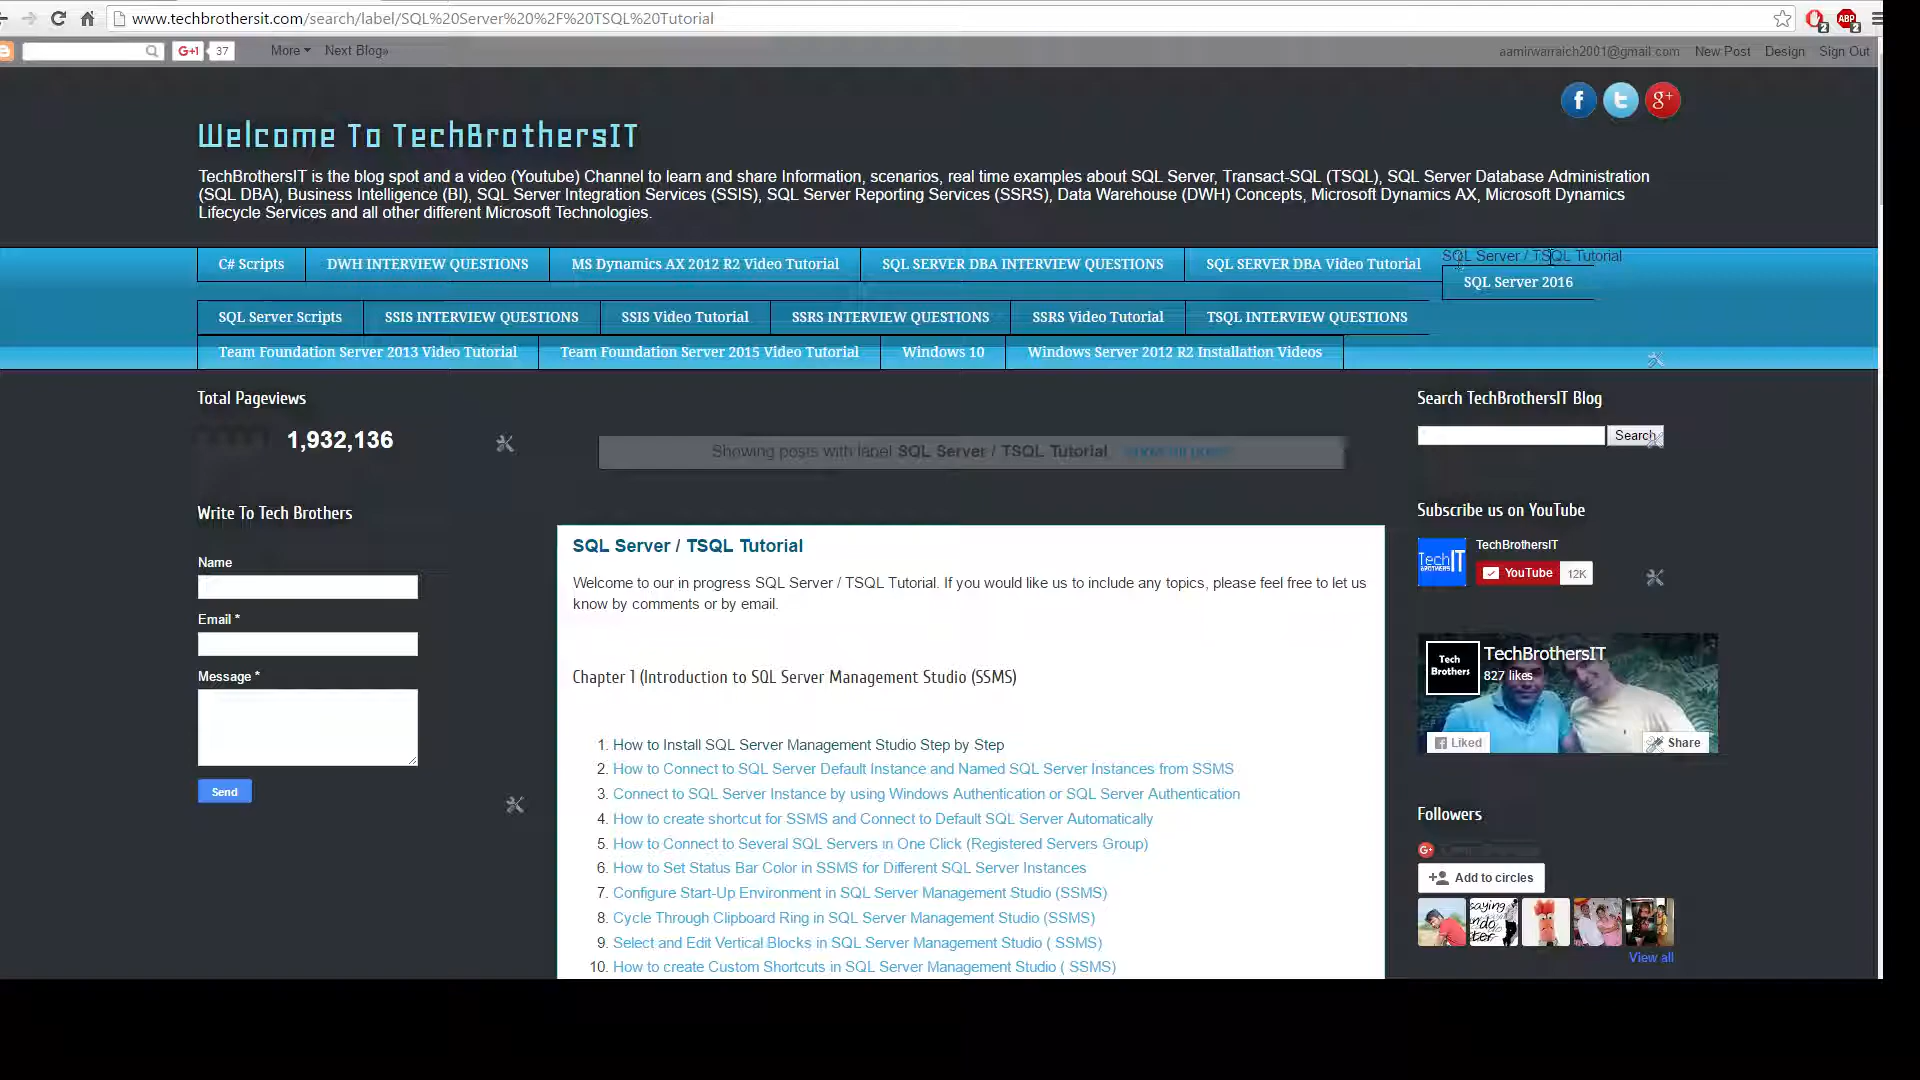 www.techbrothersit.com/search/label/SQL%20Server%20%2F%20TSQL%20Tutorial
ABP
2
2
G+1 37 More Next Blog» aamirwarraich2001@gmail.com New Post Design Sign Out
Welcome To TechBrothersIT
TechBrothersIT is the blog spot and a video (Youtube) Channel to learn and share Information, scenarios, real time examples about SQL Server, Transact-SQL (TSQL), SQL Server Database Administration
(SQL DBA), Business Intelligence (BI), SQL Server Integration Services (SSIS), SQL Server Reporting Services (SSRS), Data Warehouse (DWH) Concepts, Microsoft Dynamics AX, Microsoft Dynamics
Lifecycle Services and all other different Microsoft Technologies.
C# Scripts DWH INTERVIEW QUESTIONS MS Dynamics AX 2012 R2 Video Tutorial SQL SERVER DBA INTERVIEW QUESTIONS SQL SERVER DBA Video Tutorial SQL Server / TSQL Tutorial
SQL Server 2016
SQL Server Scripts SSIS INTERVIEW QUESTIONS SSIS Video Tutorial SSRS INTERVIEW QUESTIONS SSRS Video Tutorial TSQL INTERVIEW QUESTIONS
Team Foundation Server 2013 Video Tutorial Team Foundation Server 2015 Video Tutorial Windows 10 Windows Server 2012 R2 Installation Videos
Total Pageviews
1,932,136
Write To Tech Brothers
Name
Email *
Message *
Send
Showing posts with label SQL Server / TSQL Tutorial
SQL Server / TSQL Tutorial
Welcome to our in progress SQL Server / TSQL Tutorial. If you would like us to include any topics, please feel free to let us
know by comments or by email.
Chapter 1 (Introduction to SQL Server Management Studio (SSMS)
1. How to Install SQL Server Management Studio Step by Step
2. How to Connect to SQL Server Default Instance and Named SQL Server Instances from SSMS
3. Connect to SQL Server Instance by using Windows Authentication or SQL Server Authentication
4. How to create shortcut for SSMS and Connect to Default SQL Server Automatically
5. How to Connect to Several SQL Servers in One Click (Registered Servers Group)
6. How to Set Status Bar Color in SSMS for Different SQL Server Instances
7. Configure Start-Up Environment in SQL Server Management Studio (SSMS)
8. Cycle Through Clipboard Ring in SQL Server Management Studio (SSMS)
9. Select and Edit Vertical Blocks in SQL Server Management Studio ( SSMS)
10. How to create Custom Shortcuts in SQL Server Management Studio ( SSMS)
Search TechBrothersIT Blog
Search
Subscribe us on YouTube
Tech IT
BROTHERS
TechBrothersIT
YouTube 12K
Tech
Brothers
TechBrothersIT
827 likes
Liked
Share
Followers
Add to circles
View all